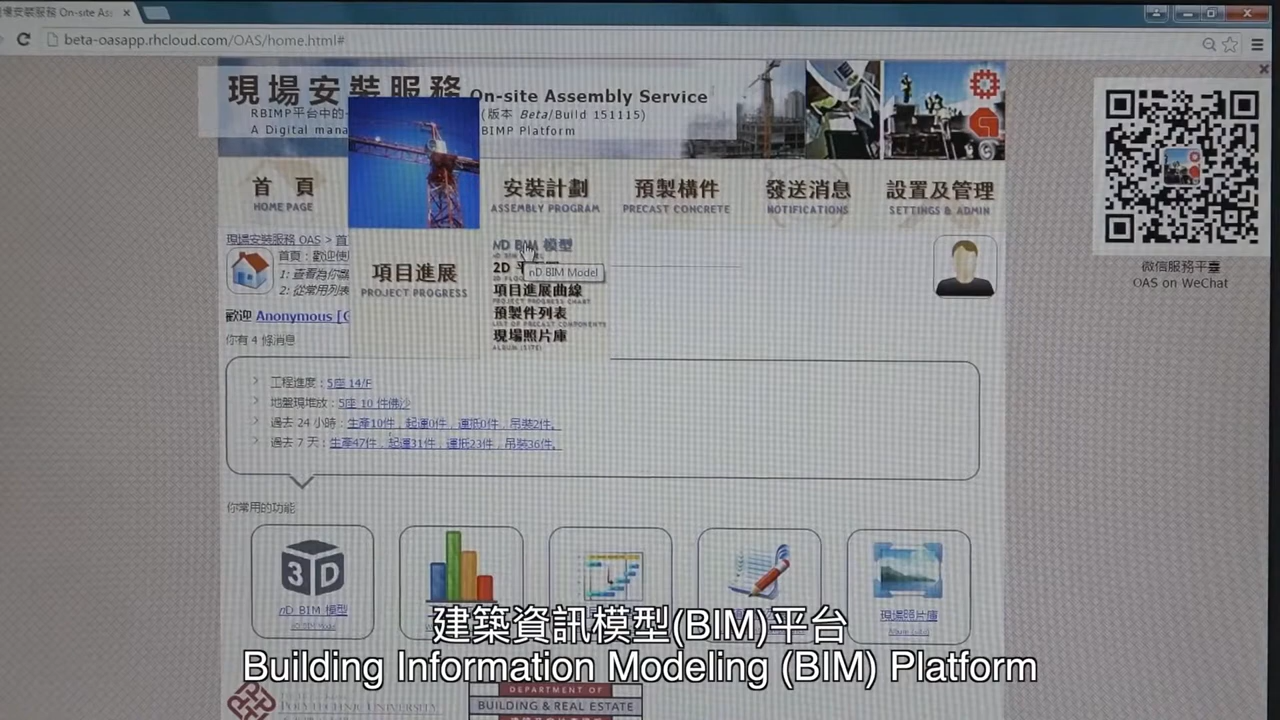 場安裝服務 On-site Ass
beta-oasapp.rhcloud.com/OAS/home.html#
現場安裝服務 On-site Assembly Service
RBIMP平台中的 (版本 Beta/Build 151115)
A Digital mana BIMP Platform
首 頁
HOME PAGE
安裝計劃
ASSEMBLY PROGRAM
預製構件
PRECAST CONCRETE
發送消息
NOTIFICATIONS
設置及管理
SETTINGS & ADMIN
項目進展
PROJECT PROGRESS
nD BIM 模型
2D
nD BIM Model
項目進展曲線
PROJECT PROGRESS CHART
預製件列表
LIST OF PRECAST COMPONENTS
現場照片庫
ALBUM (SITE)
現場安裝服務 OAS > 首
首頁：歡迎使
1: 查看為你
2: 從常用列表
歡迎 Anonymous [
你有 4 條消息
工程進度：5座 14/F
地盤現堆放：5座 10 件佛沙
過去 24 小時：生產10件，起運0件，運抵0件，吊裝2件。
過去 7 天：生產47件，起運31件，運抵23件，吊裝36件。
你常用的功能
3D
nD BIM 模型
nD BIM Model
現場照片庫
Album (site)
微信服務平臺
OAS on WeChat
建築資訊模型(BIM)平台
Building Information Modeling (BIM) Platform
POLYTECHNIC UNIVERSITY
DEPARTMENT OF
BUILDING & REAL ESTATE